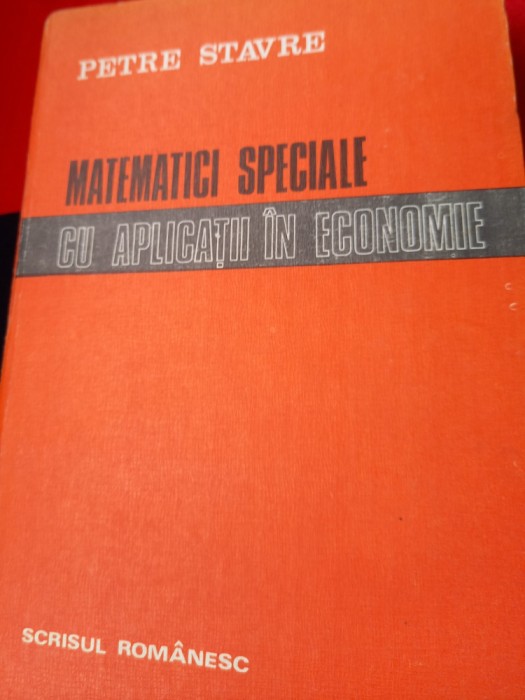 PETRE STAVRE
MATEMATICI SPECIALE
CU APLICAȚII ÎN ECONOMIE
SCRISUL ROMÂNESC